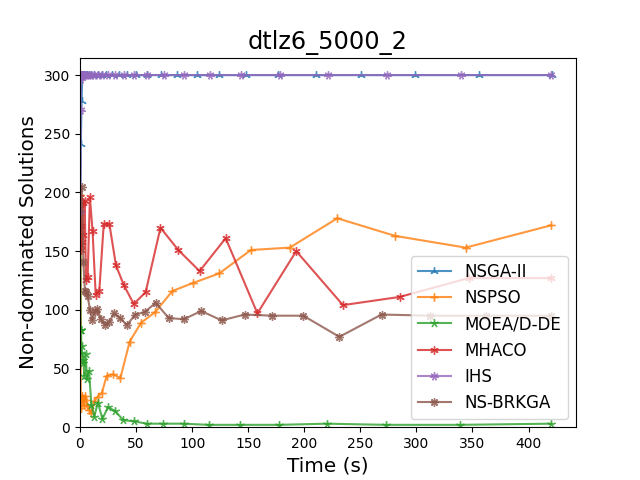 dtlz6_5000_2
Non-dominated Solutions
300
250
200
150
100
50
0
0 50 100 150 200 250 300 350 400
Time (s)
NSGA-II
NSPSO
MOEA/D-DE
MHACO
IHS
NS-BRKGA